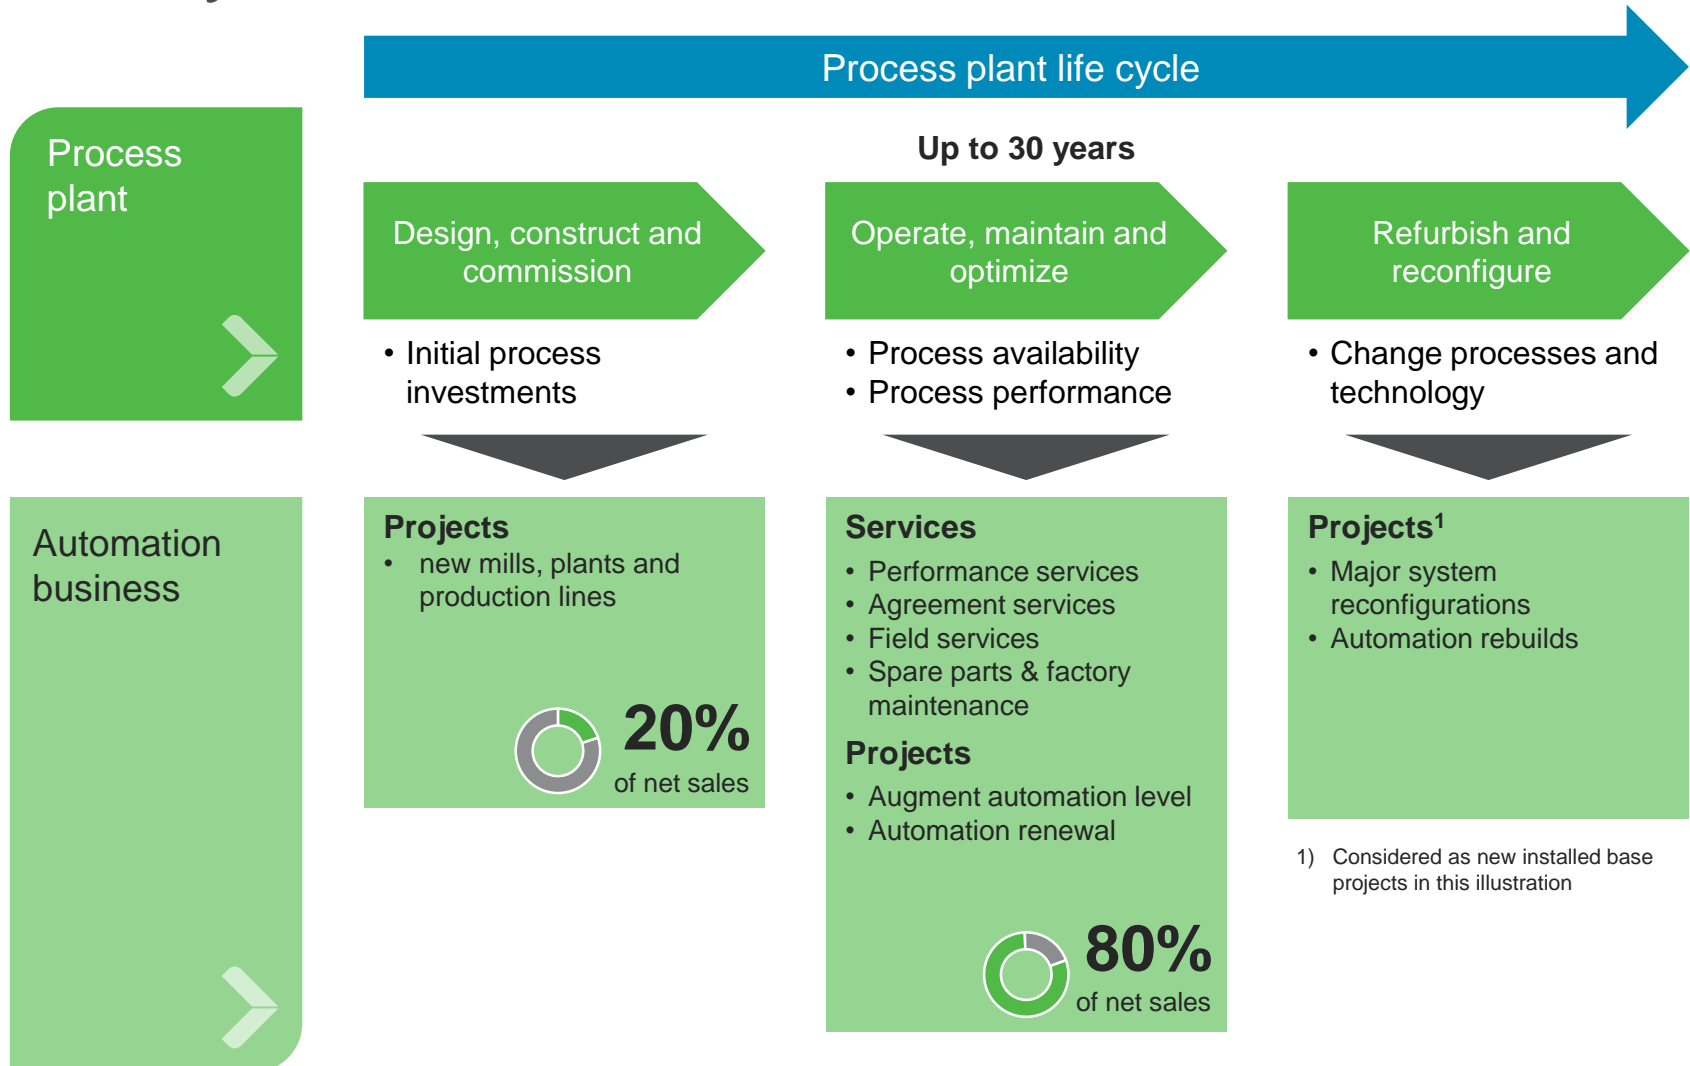 Process plant life cycle
Process
plant
Up to 30 years
Design, construct and
commission
Operate, maintain and
optimize
Refurbish and
reconfigure
• Initial process
investments
• Process availability
• Process performance
• Change processes and
technology
Automation
business
Projects
• new mills, plants and
production lines
20%
of net sales
Services
• Performance services
• Agreement services
• Field services
• Spare parts & factory
maintenance
Projects
• Augment automation level
• Automation renewal
80%
of net sales
Projects¹
• Major system
reconfigurations
• Automation rebuilds
1) Considered as new installed base
projects in this illustration